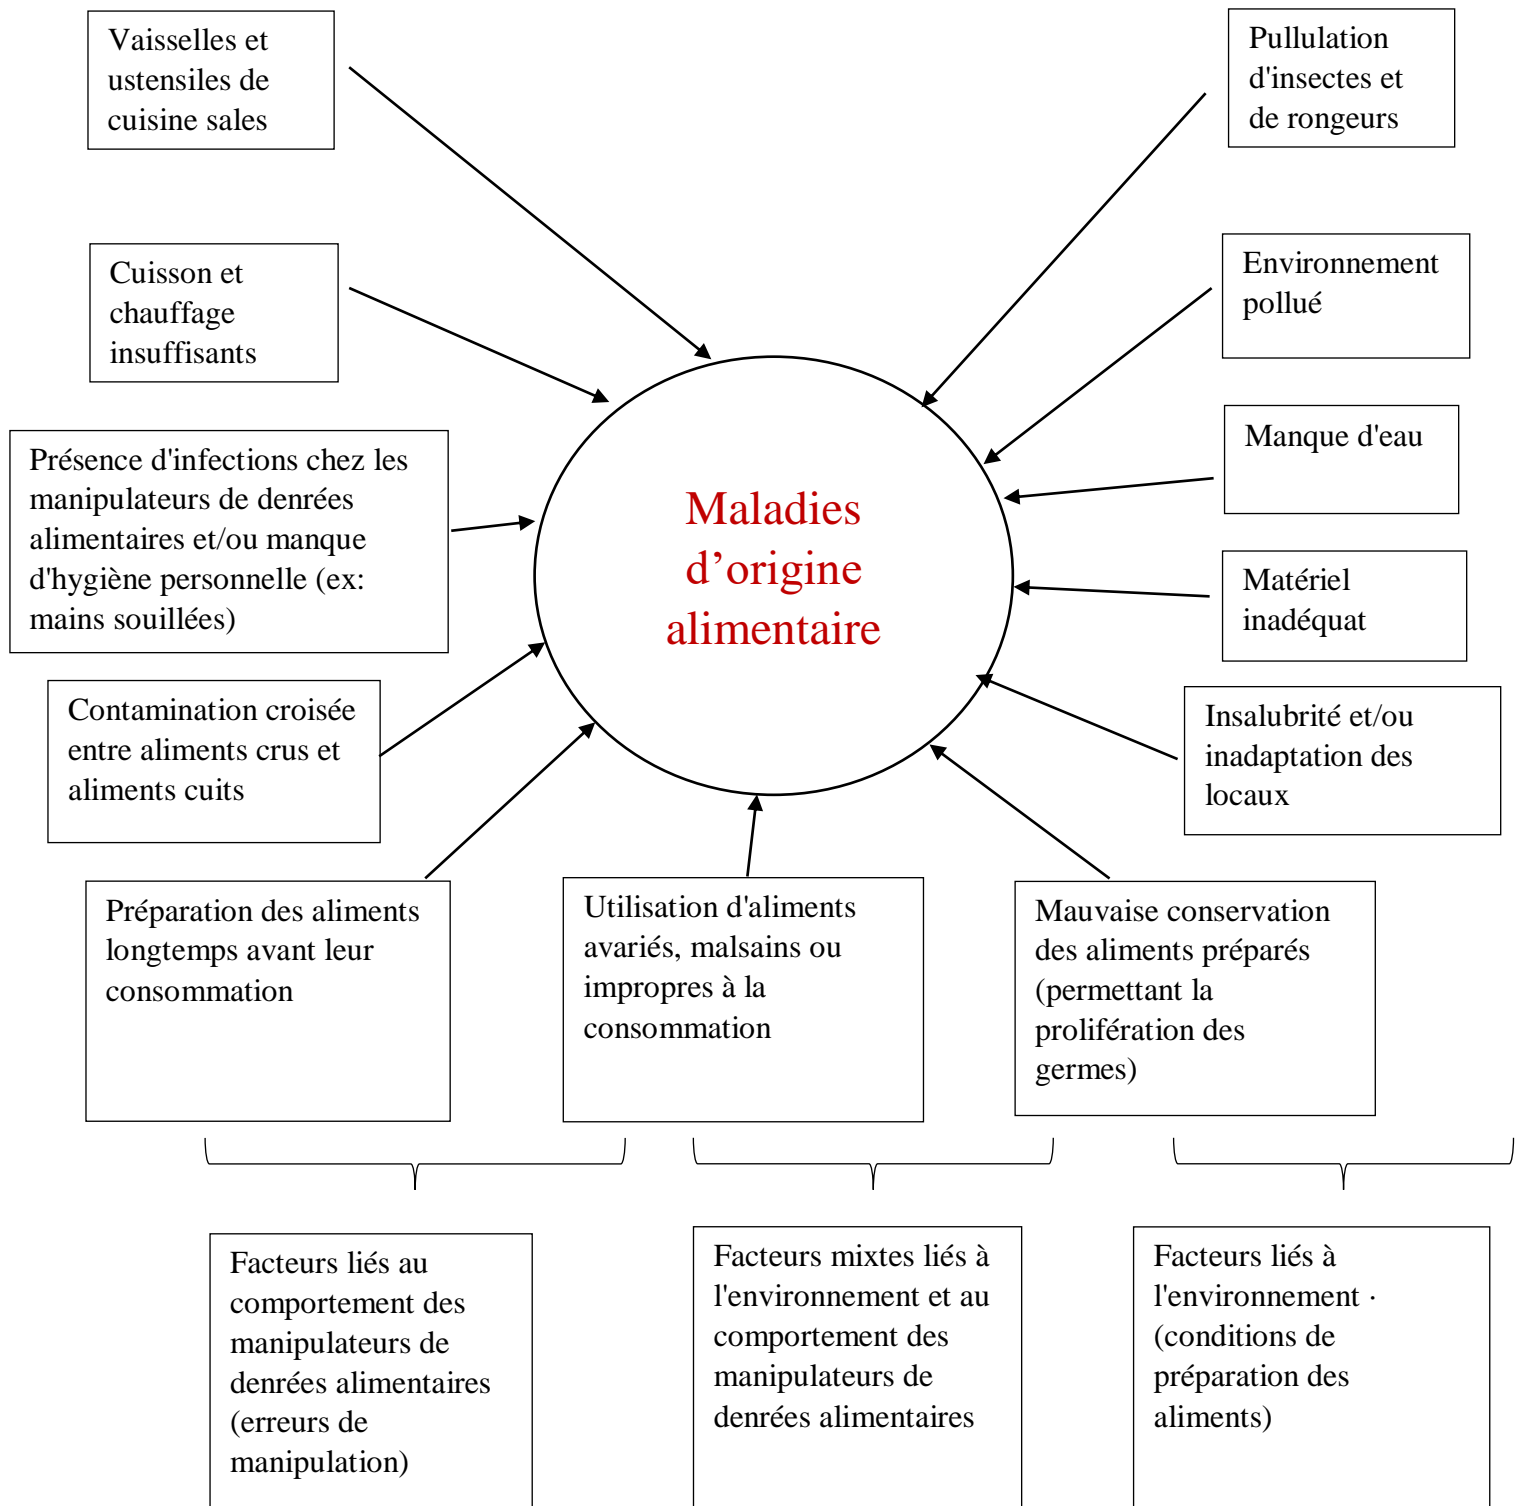 Vaisselles et
ustensiles de
cuisine sales
Pullulation
d'insectes et
de rongeurs
Cuisson et
chauffage
insuffisants
Environnement
pollué
Présence d'infections chez les
manipulateurs de denrées
alimentaires et/ou manque
d'hygiène personnelle (ex:
mains souillées)
Manque d'eau
Maladies
d’origine
alimentaire
Matériel
inadéquat
Contamination croisée
entre aliments crus et
aliments cuits
Insalubrité et/ou
inadaptation des
locaux
Préparation des aliments
longtemps avant leur
consommation
Utilisation d'aliments
avariés, malsains ou
impropres à la
consommation
Mauvaise conservation
des aliments préparés
(permettant la
prolifération des
germes)
Facteurs liés au
comportement des
manipulateurs de
denrées alimentaires
(erreurs de
manipulation)
Facteurs mixtes liés à
l'environnement et au
comportement des
manipulateurs de
denrées alimentaires
Facteurs liés à
l'environnement ·
(conditions de
préparation des
aliments)